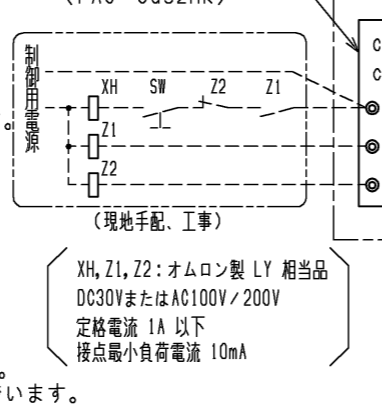 制御用電源
XH SW Z2 Z1
Z1
Z2
C
C
(現地手配、工事)
XH,Z1,Z2:オムロン製 LY 相当品
DC30VまたはAC100V/200V
定格電流 1A 以下
接点最小負荷電流 10mA
。
。
います。